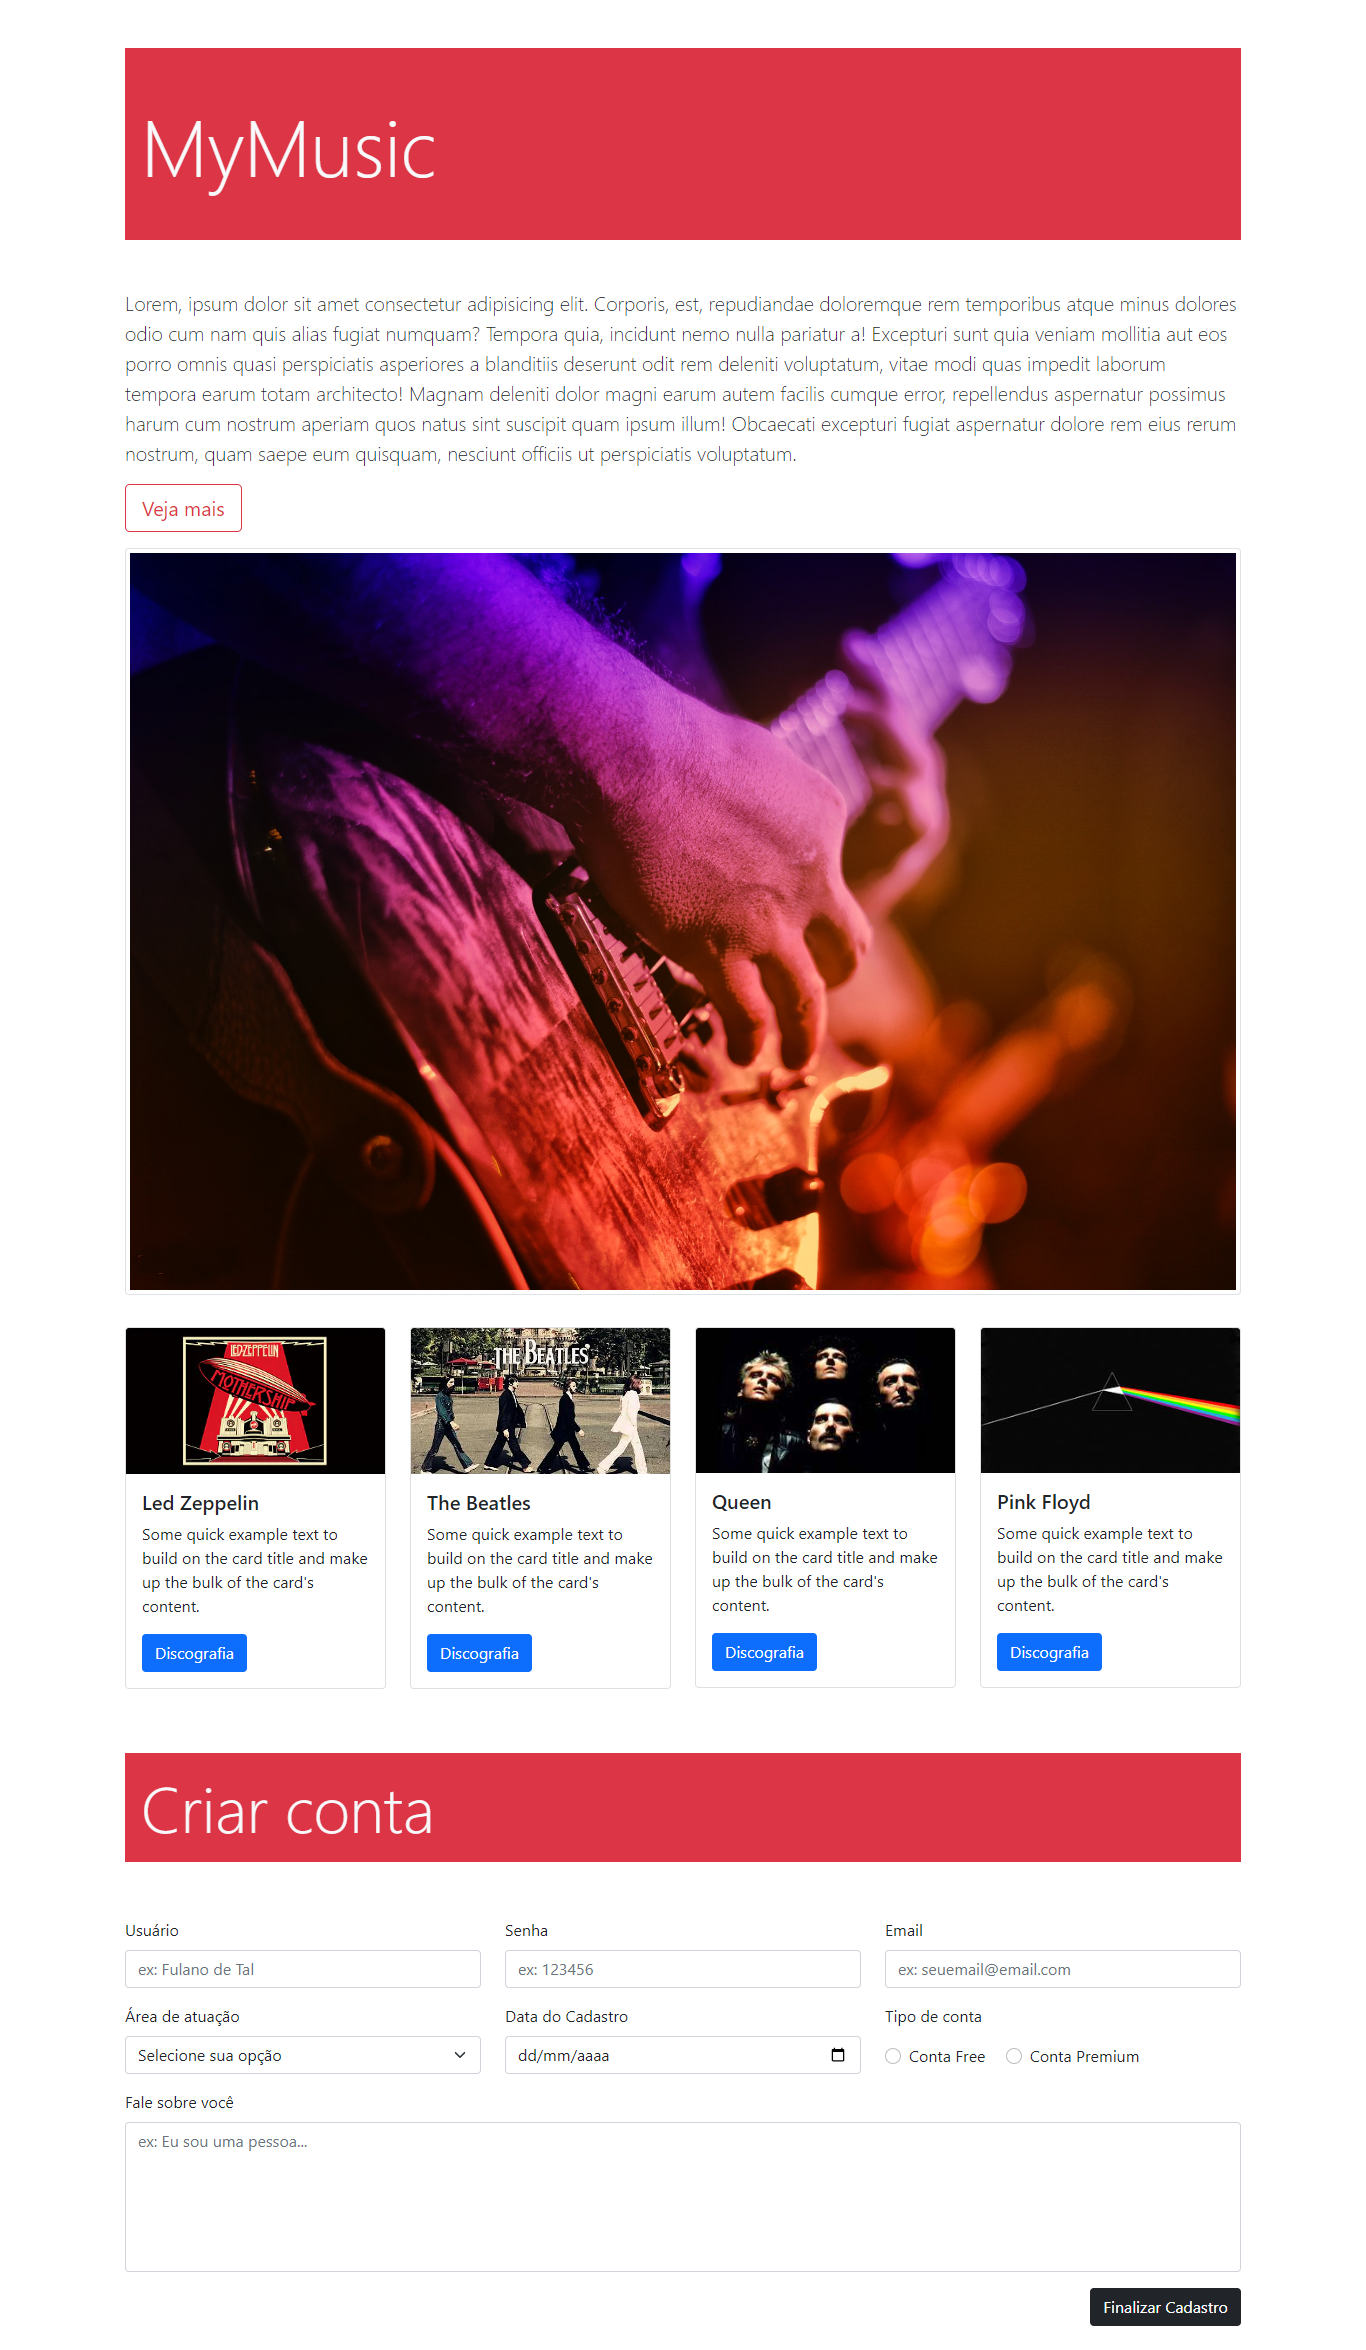 MyMusic
Lorem, ipsum dolor sit amet consectetur adipisicing elit. Corporis, est, repudiandae doloremque rem temporibus atque minus dolores
odio cum nam quis alias fugiat numquam? Tempora quia, incidunt nemo nulla pariatur a! Excepturi sunt quia veniam mollitia aut eos
porro omnis quasi perspiciatis asperiores a blanditiis deserunt odit rem deleniti voluptatum, vitae modi quas impedit laborum
tempora earum totam architecto! Magnam deleniti dolor magni earum autem facilis cumque error, repellendus aspernatur possimus
harum cum nostrum aperiam quos natus sint suscipit quam ipsum illum! Obcaecati excepturi fugiat aspernatur dolore rem eius rerum
nostrum, quam saepe eum quisquam, nesciunt officiis ut perspiciatis voluptatum.
Veja mais
LED ZEPPELIN
MOTHERSHIP
Led Zeppelin
Some quick example text to
build on the card title and make
up the bulk of the card's
content.
Discografia
THE BEATLES
The Beatles
Some quick example text to
build on the card title and make
up the bulk of the card's
content.
Discografia
Queen
Some quick example text to
build on the card title and make
up the bulk of the card's
content.
Discografia
Pink Floyd
Some quick example text to
build on the card title and make
up the bulk of the card's
content.
Discografia
Criar conta
Usuário
ex: Fulano de Tal
Senha
ex: 123456
Email
ex: seuemail@email.com
Área de atuação
Selecione sua opção
Data do Cadastro
dd/mm/aaaa
Tipo de conta
Conta Free
Conta Premium
Fale sobre você
ex: Eu sou uma pessoa...
Finalizar Cadastro